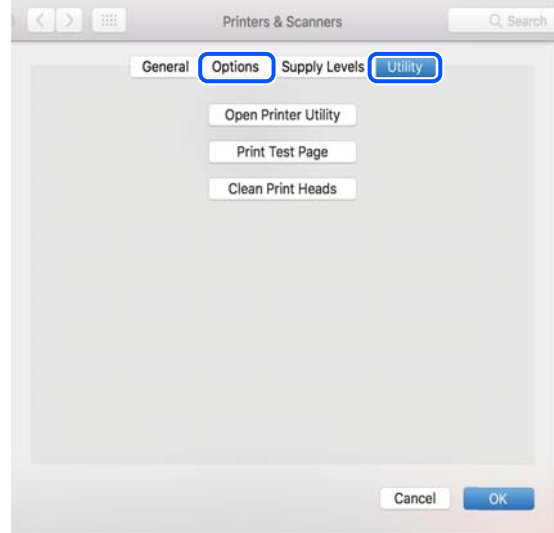 Printers & Scanners Search
General Options Supply Levels Utility
Open Printer Utility
Print Test Page
Clean Print Heads
Cancel OK